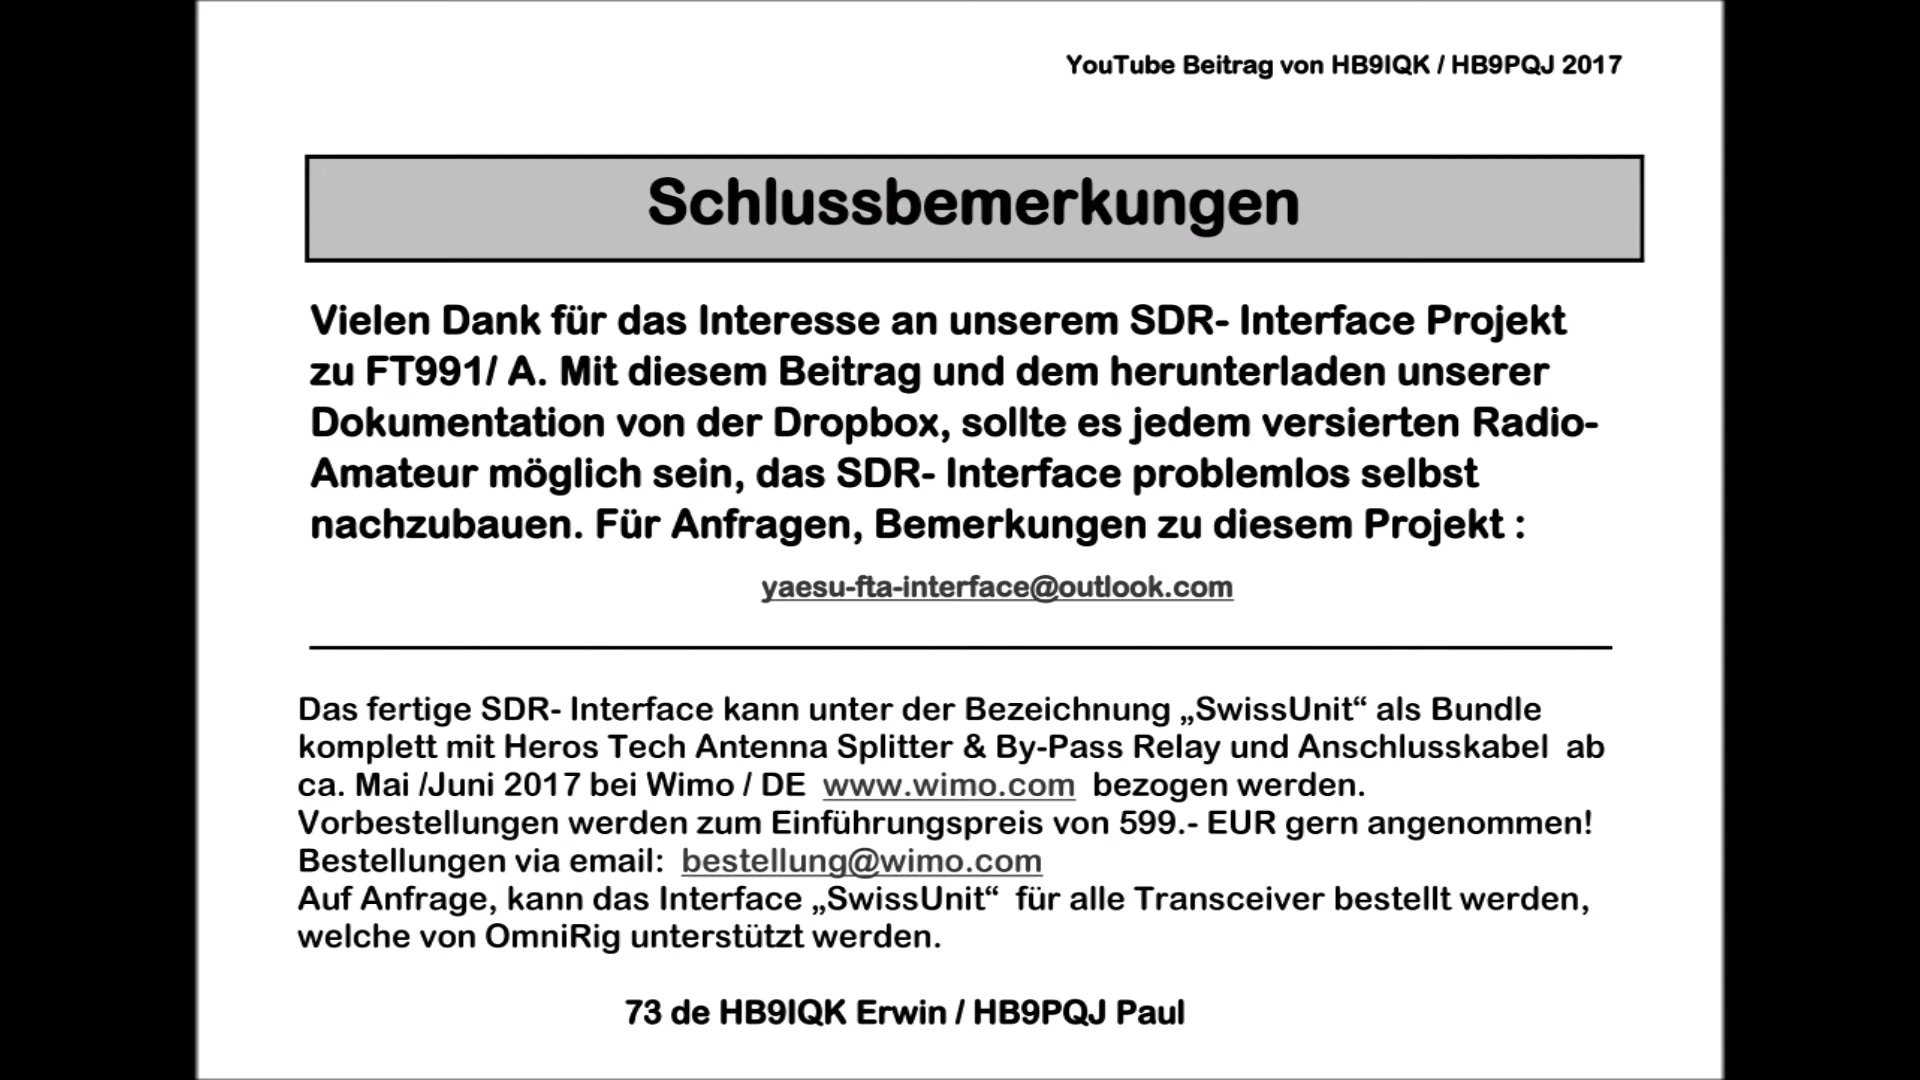 YouTube Beitrag von HB9IQK / HB9PQJ 2017
Schlussbemerkungen
Vielen Dank für das Interesse an unserem SDR- Interface Projekt
zu FT991/ A. Mit diesem Beitrag und dem herunterladen unserer
Dokumentation von der Dropbox, sollte es jedem versierten Radio-
Amateur möglich sein, das SDR- Interface problemlos selbst
nachzubauen. Für Anfragen, Bemerkungen zu diesem Projekt :
yaesu-fta-interface@outlook.com
Das fertige SDR- Interface kann unter der Bezeichnung „SwissUnit“ als Bundle
komplett mit Heros Tech Antenna Splitter & By-Pass Relay und Anschlusskabel ab
ca. Mai /Juni 2017 bei Wimo / DE www.wimo.com bezogen werden.
Vorbestellungen werden zum Einführungspreis von 599.- EUR gern angenommen!
Bestellungen via email: bestellung@wimo.com
Auf Anfrage, kann das Interface „SwissUnit“ für alle Transceiver bestellt werden,
welche von OmniRig unterstützt werden.
73 de HB9IQK Erwin / HB9PQJ Paul